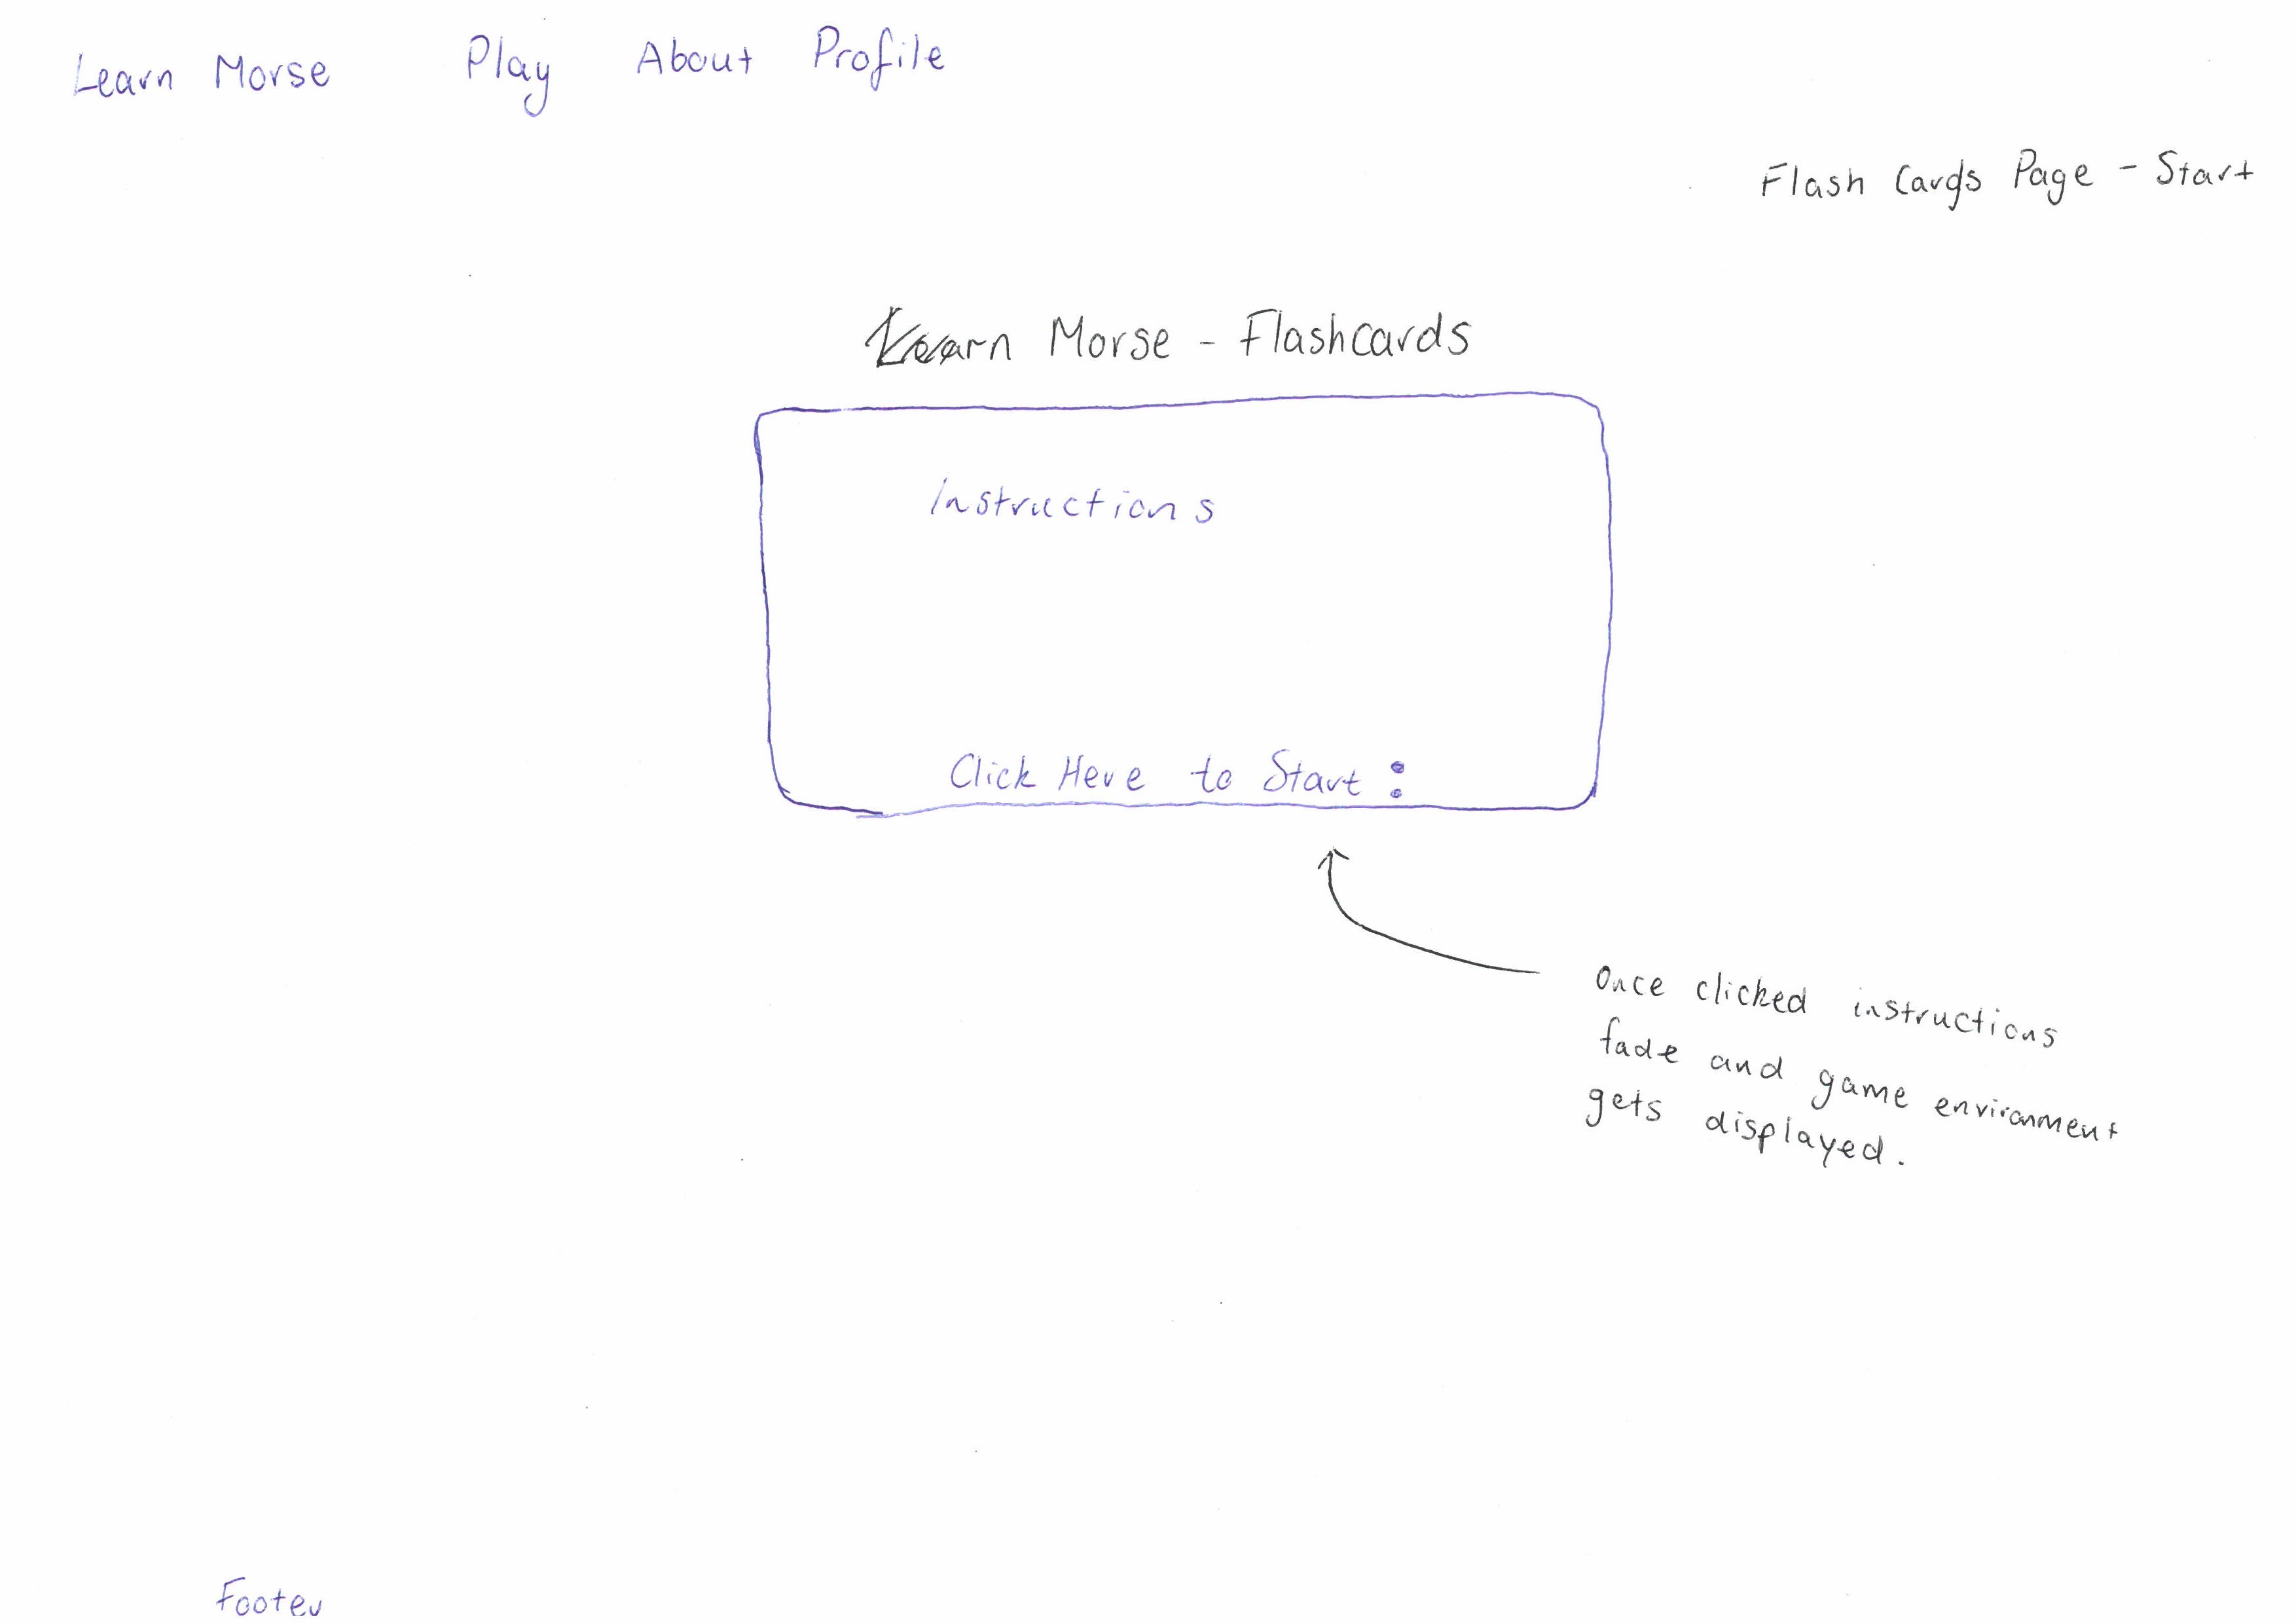 Learn Morse Play About Profile
Flash Cards Page - Start
Learn Morse - Flashcards
Instructions
Click Here to Start :
Once clicked instructions
fade and game environment
gets displayed.
Footer